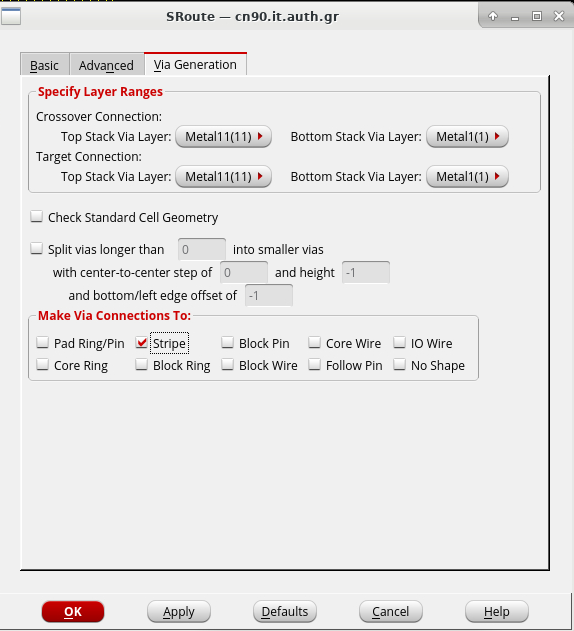 SRoute — cn90.it.auth.gr
Basic Advanced Via Generation
Specify Layer Ranges
Crossover Connection:
Top Stack Via Layer: Metal11(11) Bottom Stack Via Layer: Metal1(1)
Target Connection:
Top Stack Via Layer: Metal11(11) Bottom Stack Via Layer: Metal1(1)
Check Standard Cell Geometry
Split vias longer than 0 into smaller vias
with center-to-center step of 0 and height -1
and bottom/left edge offset of -1
Make Via Connections To:
Pad Ring/Pin Stripe Block Pin Core Wire IO Wire
Core Ring Block Ring Block Wire Follow Pin No Shape
OK Apply Defaults Cancel Help